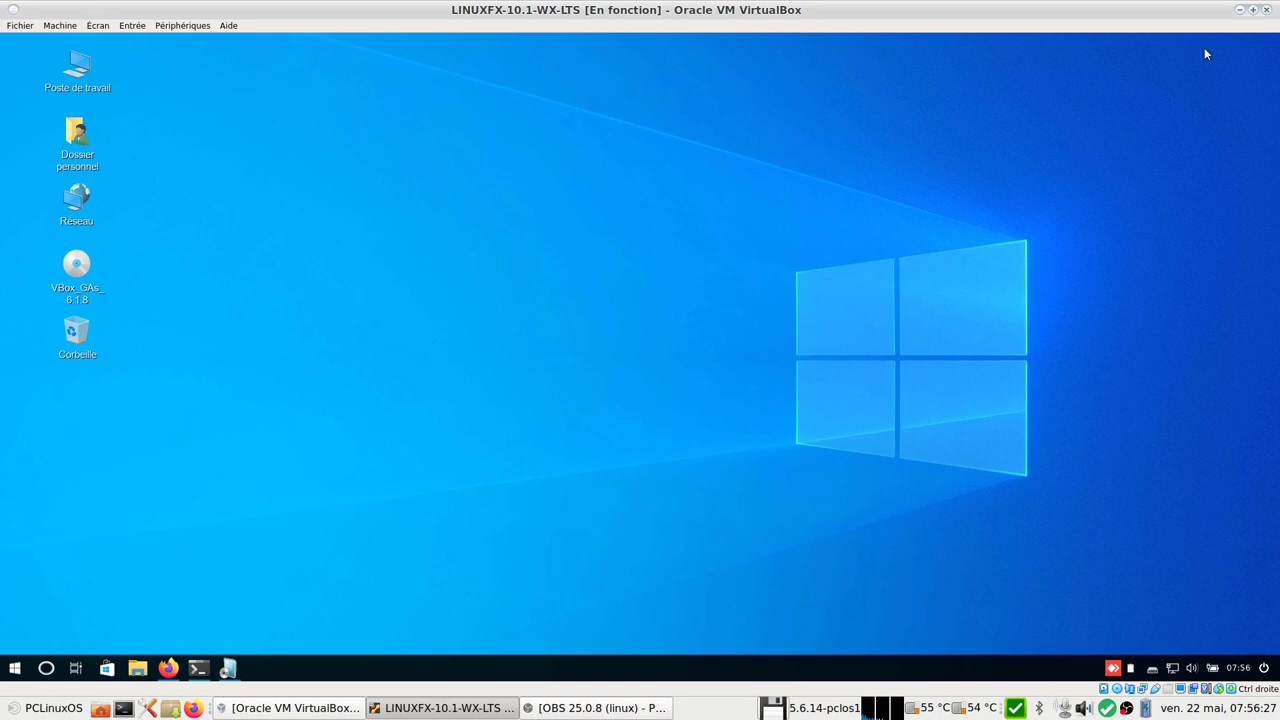 LINUXFX-10.1-WX-LTS [En fonction] - Oracle VM VirtualBox
Fichier Machine Écran Entrée Périphériques Aide
Poste de travail
Dossier
personnel
Réseau
VBox_GAs_
6.1.8
Corbeille
07:56
Ctrl droite
PCLinuxOS [Oracle VM VirtualBox... LINUXFX-10.1-WX-LTS ... [OBS 25.0.8 (linux) - P... 5.6.14-pclos1 55 °C 54 °C ven. 22 mai, 07:56:27